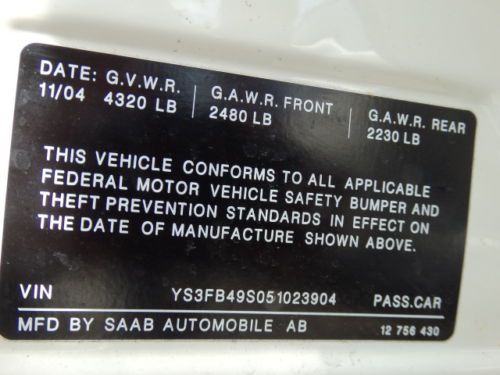 DATE: G.V.W.R. G.A.W.R. FRONT G.A.W.R. REAR
11/04 4320 LB 2480 LB 2230 LB
THIS VEHICLE CONFORMS TO ALL APPLICABLE
FEDERAL MOTOR VEHICLE SAFETY BUMPER AND
THEFT PREVENTION STANDARDS IN EFFECT ON
THE DATE OF MANUFACTURE SHOWN ABOVE.
VIN YS3FB49S051023904 PASS.CAR
MFD BY SAAB AUTOMOBILE AB 12 756 430